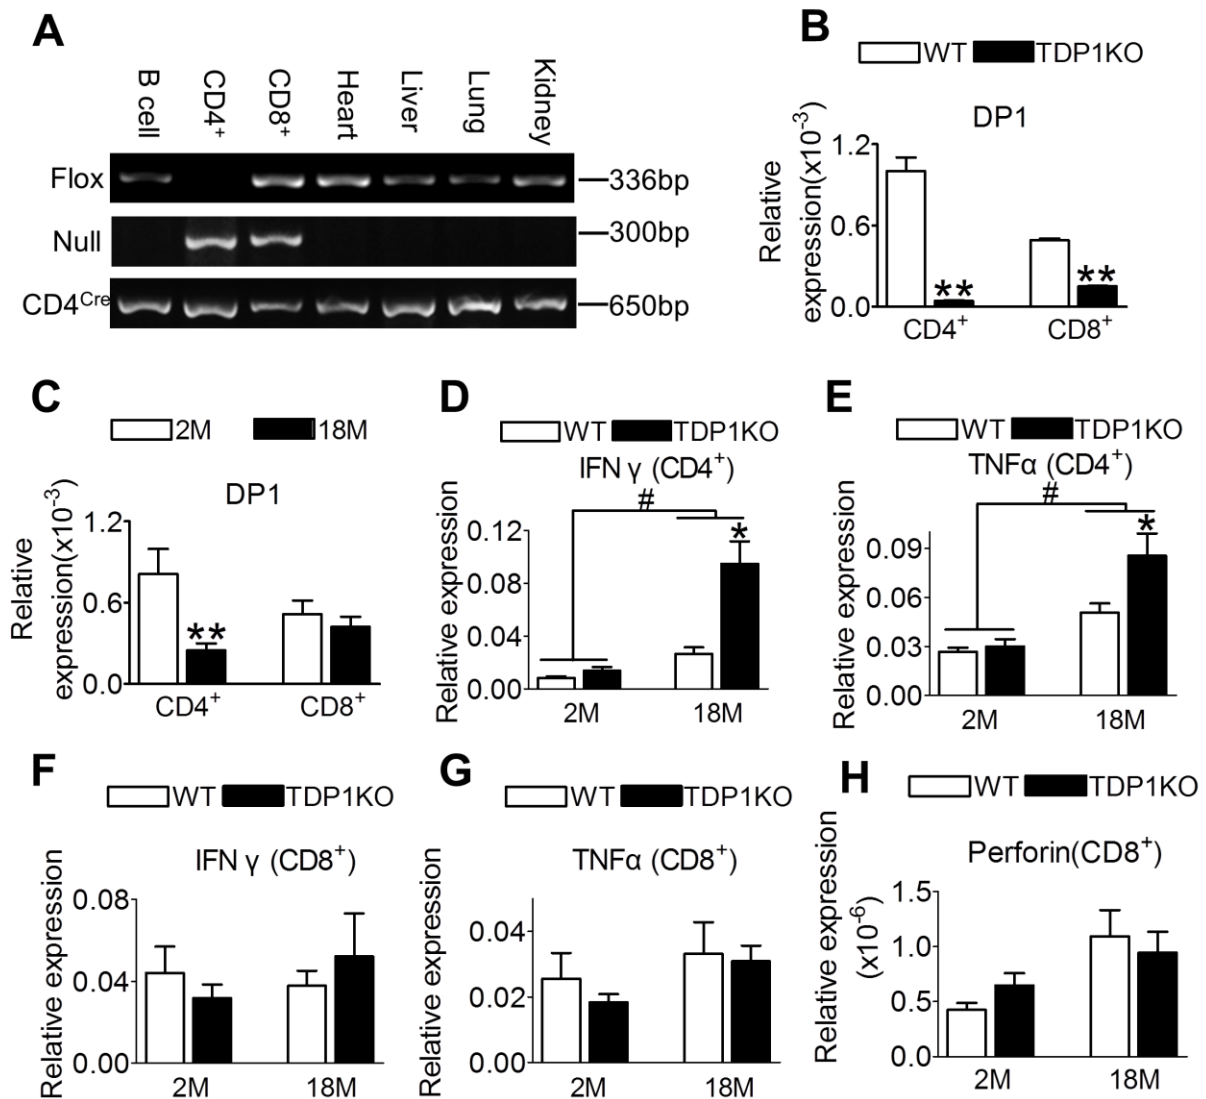 A
B cell CD4+ CD8+ Heart Liver Lung Kidney
Flox 336bp
Null 300bp
CD4Cre 650bp
B
WT TDP1KO
DP1
Relative
expression(x10-3)
1.2
0.6
0.0
** **
CD4+ CD8+
C
2M 18M
DP1
Relative
expression(x10-3)
1.2
0.6
0.0
**
CD4+ CD8+
D
WT TDP1KO
IFN γ (CD4+)
#
*
Relative expression
0.12
0.08
0.04
0.00
2M 18M
E
WT TDP1KO
TNFα (CD4+)
#
*
Relative expression
0.09
0.06
0.03
0.00
2M 18M
F
WT TDP1KO
IFN γ (CD8+)
Relative expression
0.08
0.04
0.00
2M 18M
G
WT TDP1KO
TNFα (CD8+)
Relative expression
0.04
0.02
0.00
2M 18M
H
WT TDP1KO
Perforin(CD8+)
Relative expression
(x10-6)
1.5
1.0
0.5
0.0
2M 18M